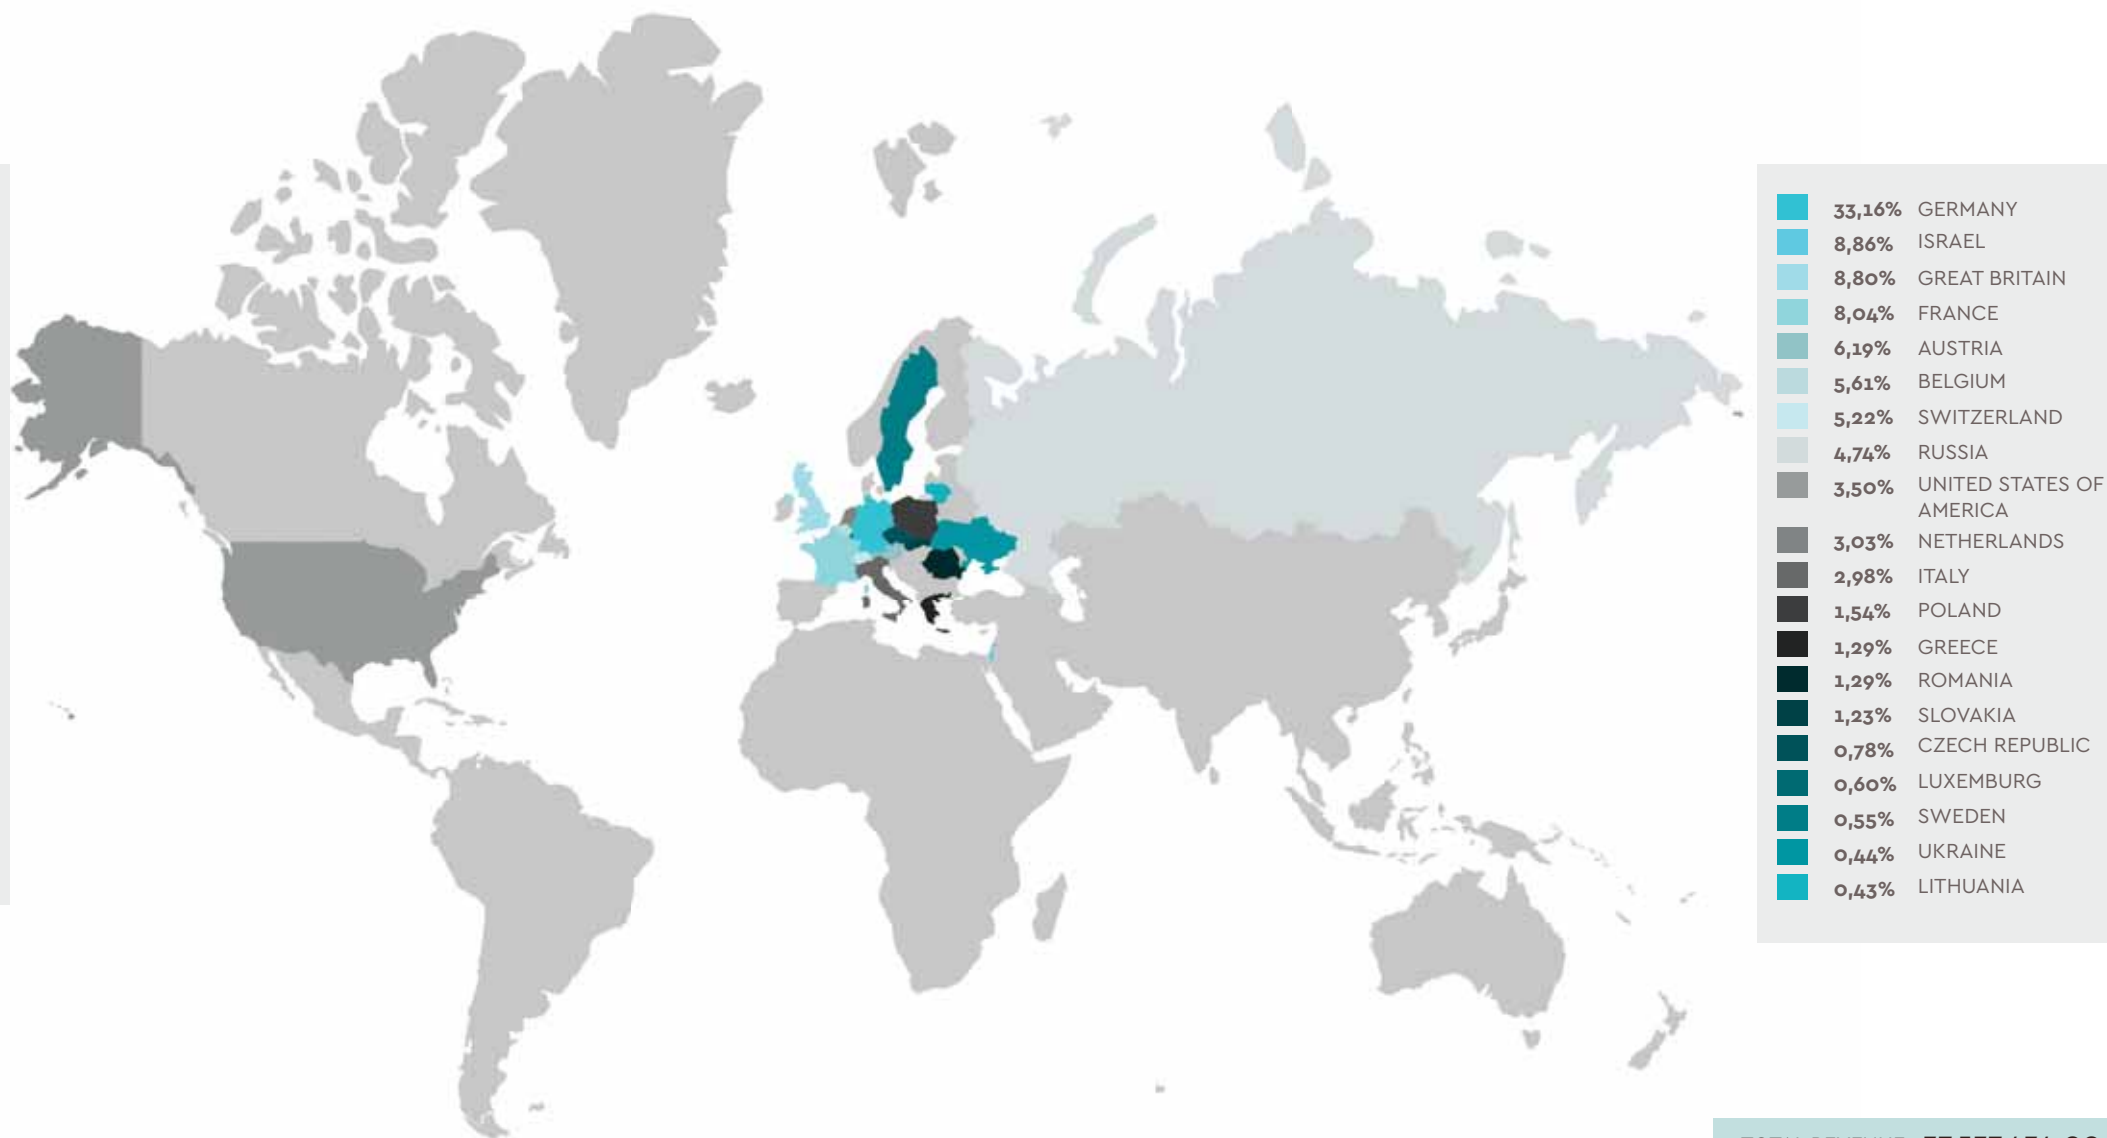 33,16% GERMANY
8,86% ISRAEL
8,80% GREAT BRITAIN
8,04% FRANCE
6,19% AUSTRIA
5,61% BELGIUM
5,22% SWITZERLAND
4,74% RUSSIA
3,50% UNITED STATES OF
AMERICA
3,03% NETHERLANDS
2,98% ITALY
1,54% POLAND
1,29% GREECE
1,29% ROMANIA
1,23% SLOVAKIA
0,78% CZECH REPUBLIC
0,60% LUXEMBURG
0,55% SWEDEN
0,44% UKRAINE
0,43% LITHUANIA